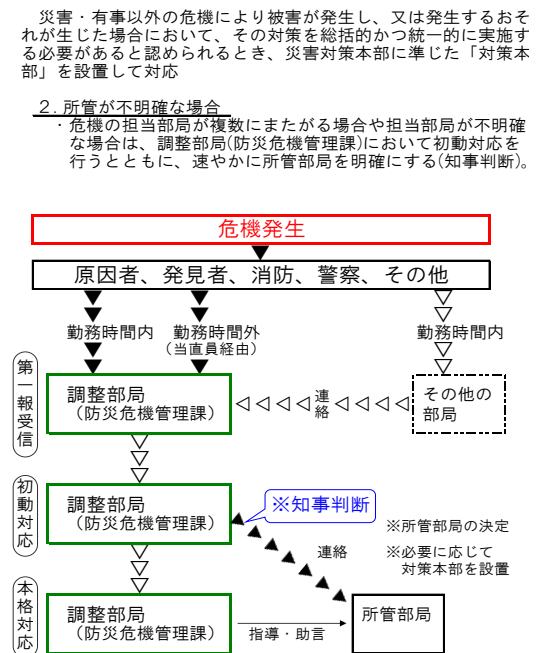 災害・有事以外の危機により被害が発生し、又は発生するおそ
れが生じた場合において、その対策を総括的かつ統一的に実施す
る必要があると認められるとき、災害対策本部に準じた「対策本
部」を設置して対応
２．所管が不明確な場合
・危機の担当部局が複数にまたがる場合や担当部局が不明確
な場合は、調整部局(防災危機管理課)において初動対応を
行うとともに、速やかに所管部局を明確にする(知事判断)。
危機発生
原因者、発見者、消防、警察、その他
勤務時間内
勤務時間外
（当直員経由）
勤務時間内
第一報受信
調整部局
（防災危機管理課）
連絡
その他の
部局
初動対応
調整部局
（防災危機管理課）
※知事判断
※所管部局の決定
※必要に応じて
対策本部を設置
連絡
本格対応
調整部局
（防災危機管理課）
指導・助言
所管部局